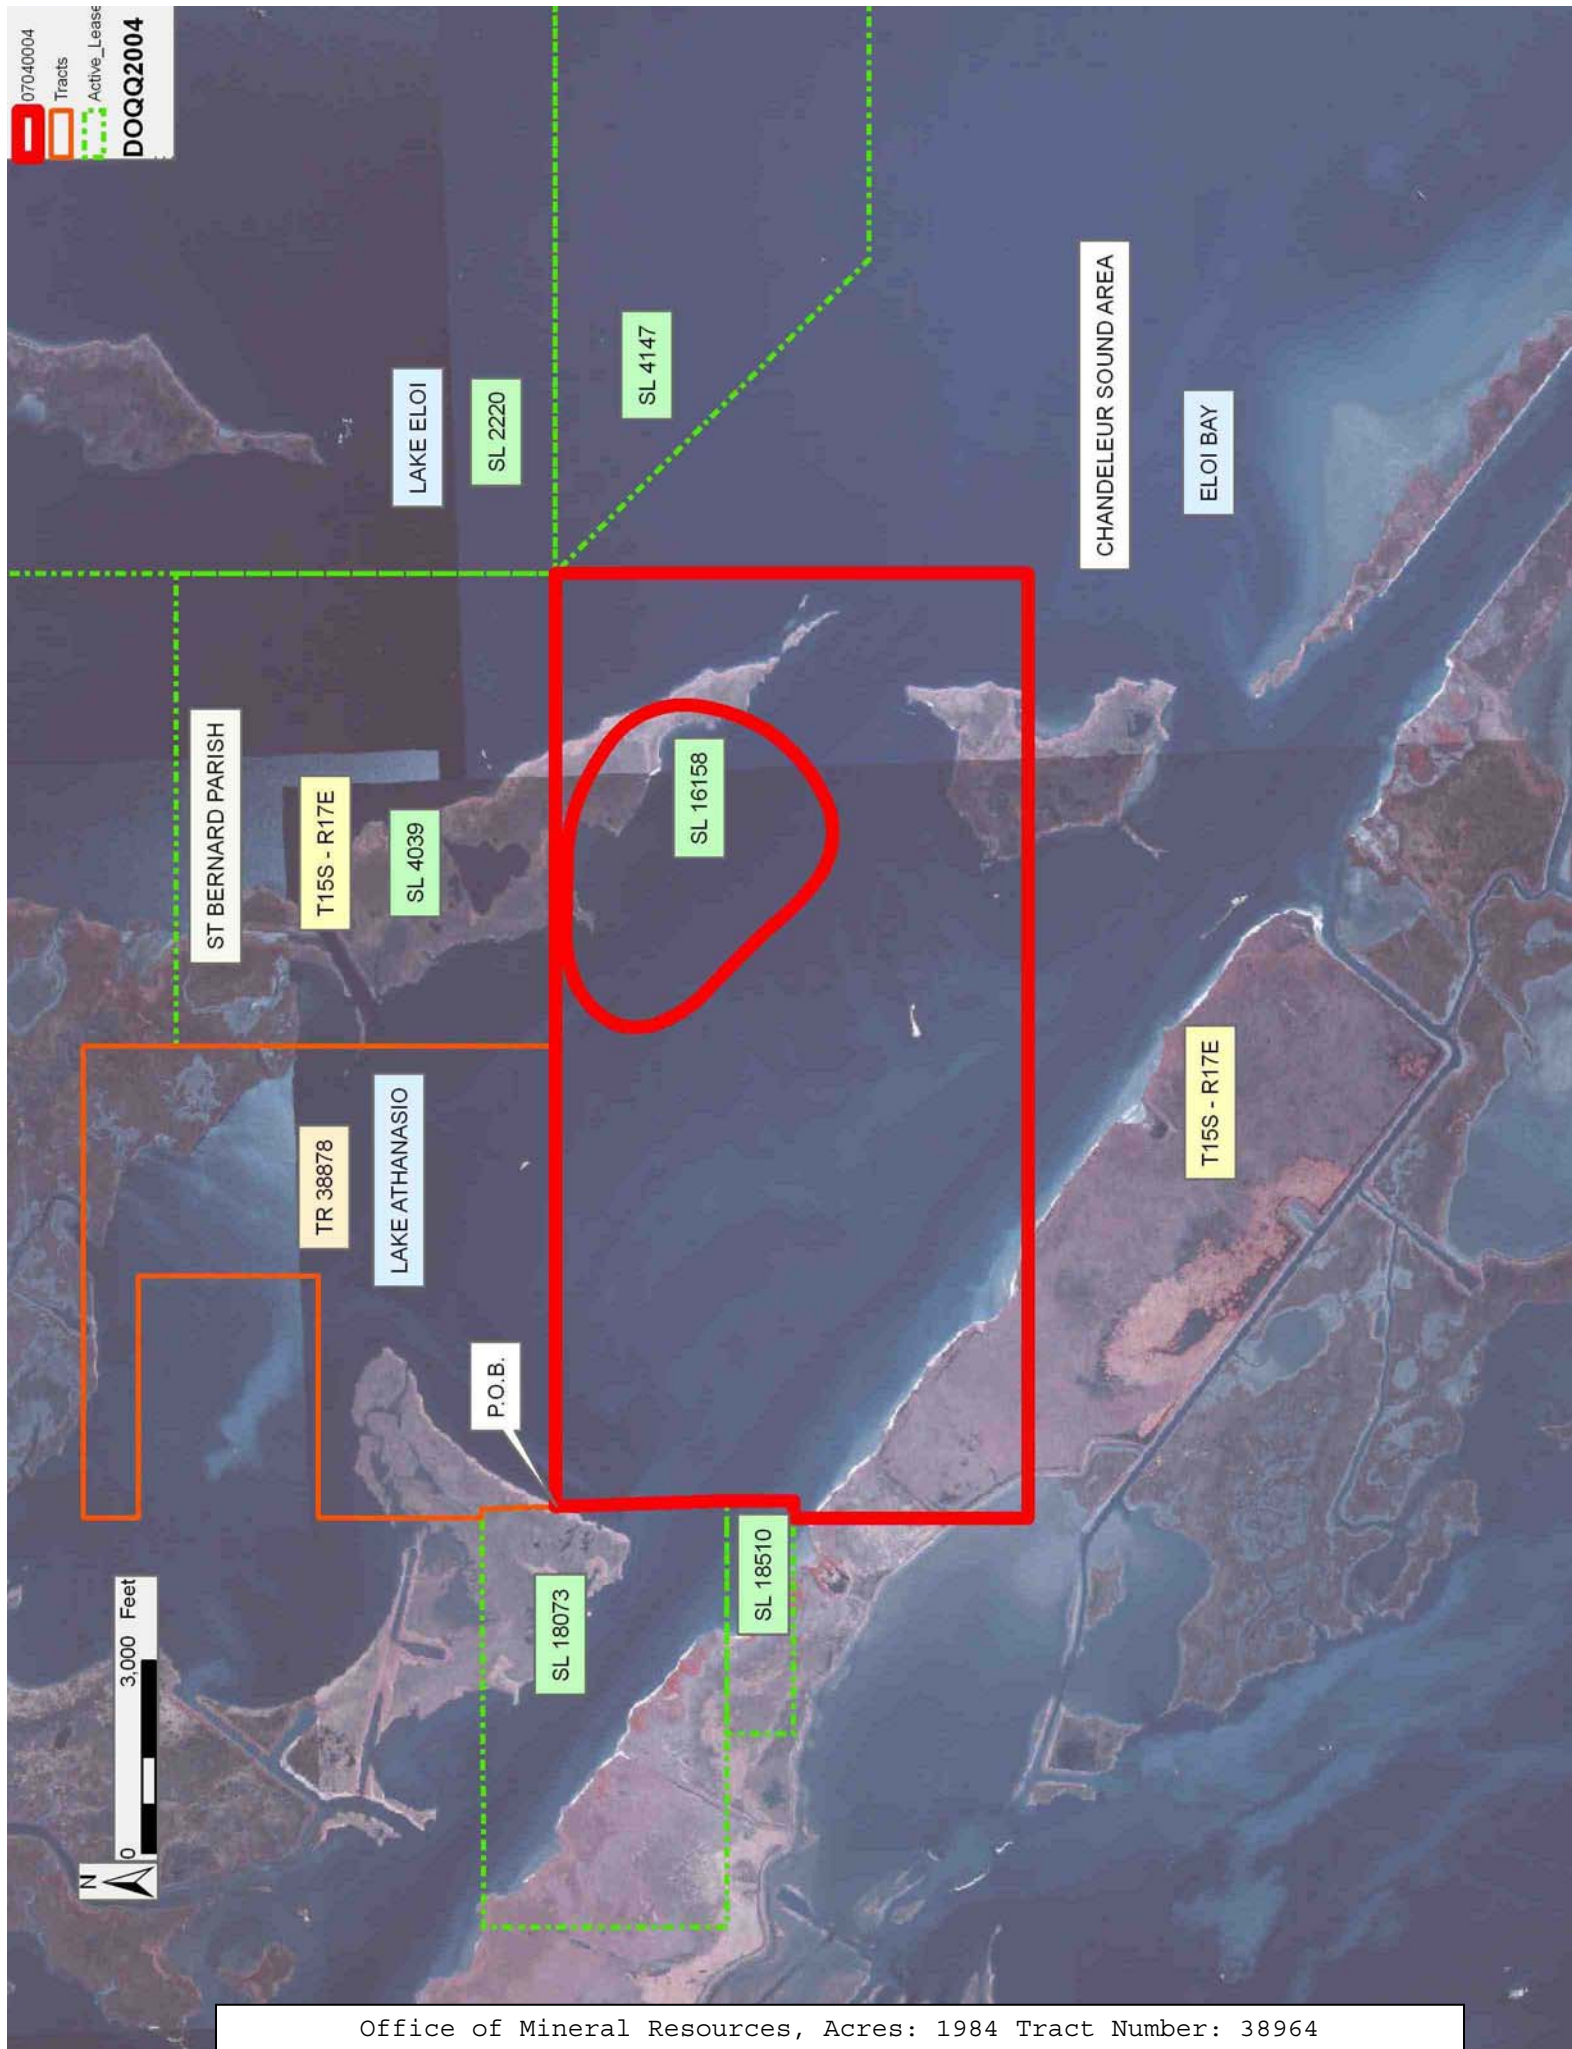 07040004
Tracts
Active_Lease
DOQQ2004
N
0 3,000 Feet
ST BERNARD PARISH
T15S - R17E
SL 4039
TR 38878
LAKE ATHANASIO
LAKE ELOI
SL 2220
P.O.B.
SL 18073
SL 4147
SL 16158
SL 18510
CHANDELEUR SOUND AREA
ELOI BAY
T15S - R17E
Office of Mineral Resources, Acres: 1984 Tract Number: 38964